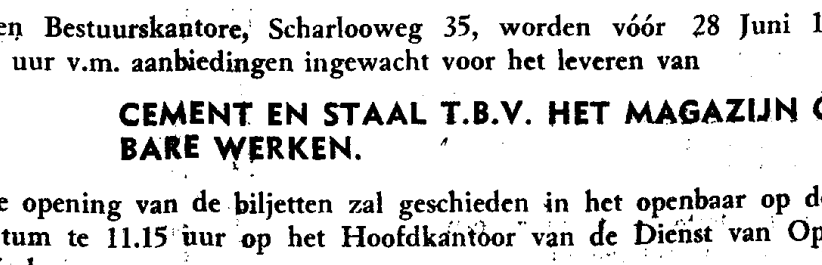 en Bestuurskantore, Scharlooweg 35, worden vóór 28 Juni 1
uur v.m. aanbiedingen ingewacht voor het leveren van
CEMENT EN STAAL T.B.V. HET MAGAZIJN O
BARE WERKEN.
e opening van de biljetten zal geschieden in het openbaar op d
tum te 11.15 uur op het Hoofdkantoor van de Dienst van Op